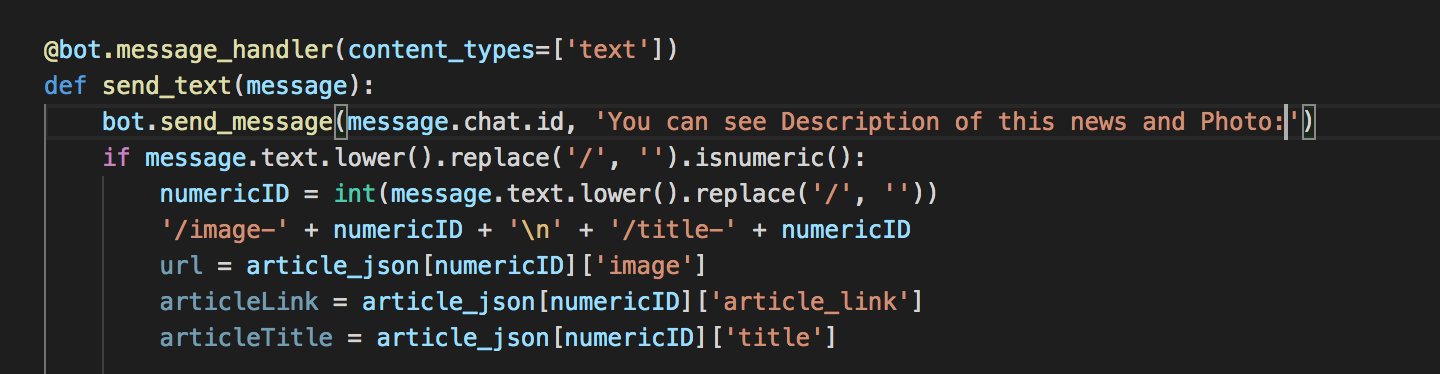 @bot.message_handler(content_types=['text'])
def send_text(message):
    bot.send_message(message.chat.id, 'You can see Description of this news and Photo:')
    if message.text.lower().replace('/', '').isnumeric():
        numericID = int(message.text.lower().replace('/', ''))
        '/image-' + numericID + '\n' + '/title-' + numericID
        url = article_json[numericID]['image']
        articleLink = article_json[numericID]['article_link']
        articleTitle = article_json[numericID]['title']